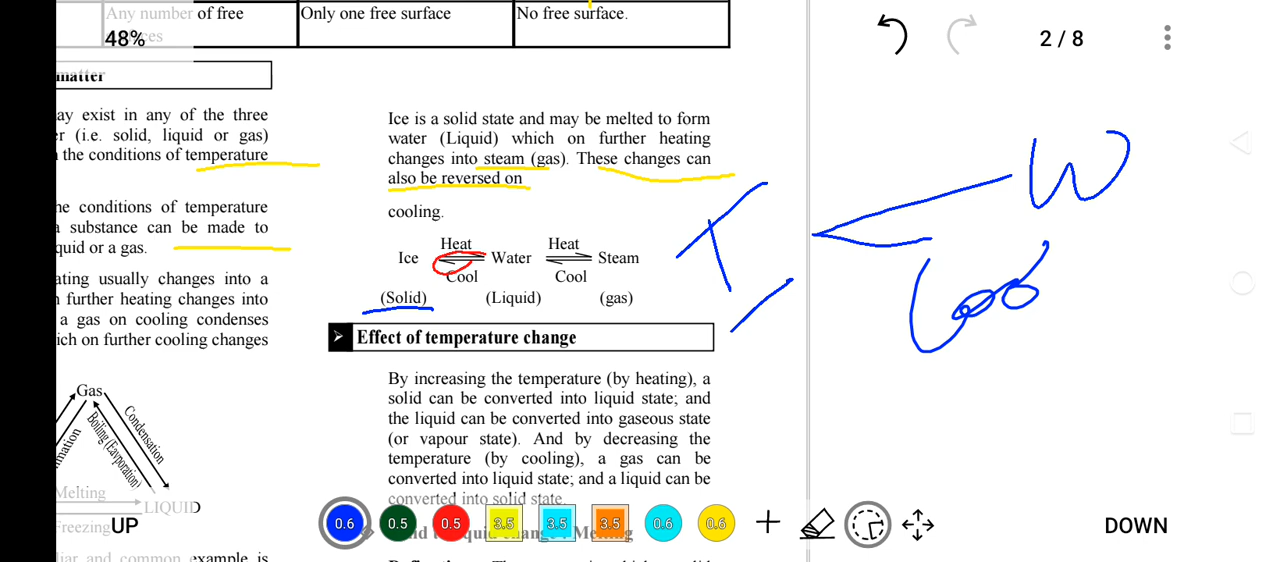 Any number of free
Only one free surface
No free surface.
48%
2 / 8
matter
ay exist in any of the three
er (i.e. solid, liquid or gas)
the conditions of temperature
he conditions of temperature
a substance can be made to
quid or a gas.
ating usually changes into a
further heating changes into
a gas on cooling condenses
ich on further cooling changes
Gas
Condensation
Boiling (Eavporation)
Melting
LIQUID
Freezing
UP
liar and common example is
Ice is a solid state and may be melted to form
water (Liquid) which on further heating
changes into steam (gas). These changes can
also be reversed on
cooling.
Heat Heat
Ice Water Steam
Cool Cool
(Solid) (Liquid) (gas)
Effect of temperature change
By increasing the temperature (by heating), a
solid can be converted into liquid state; and
the liquid can be converted into gaseous state
(or vapour state). And by decreasing the
temperature (by cooling), a gas can be
converted into liquid state; and a liquid can be
converted into solid state.
0.6 0.5 0.5 3.5 3.5 3.5 0.6 0.6
DOWN
I
W